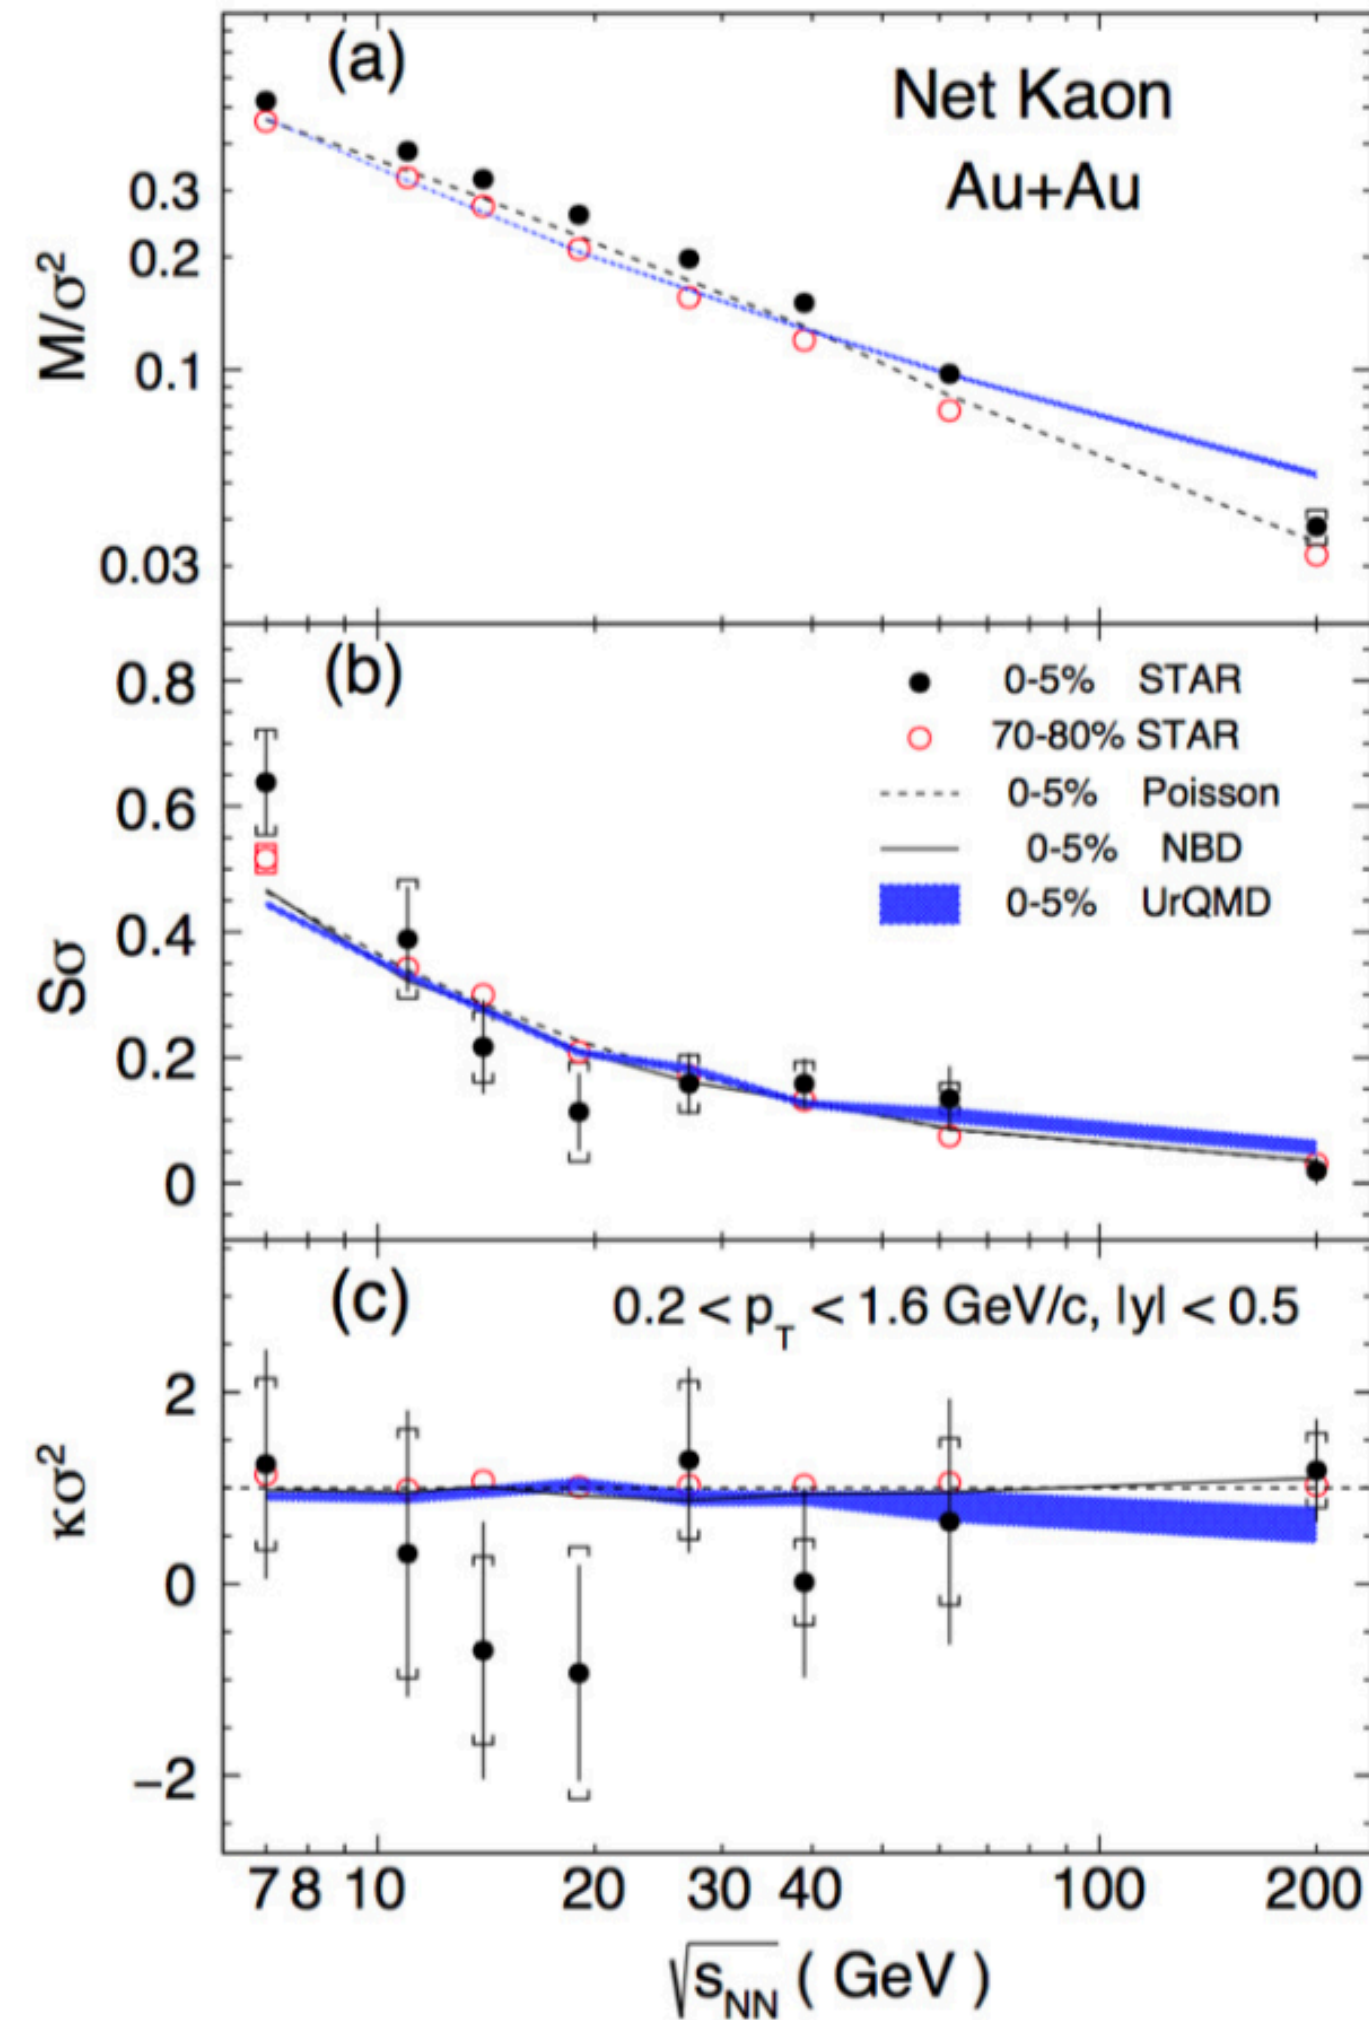 (a)
Net Kaon
Au+Au
0.3
0.2
0.1
0.03
M/σ²
(b)
0.8
0.6
0.4
0.2
0
Sσ
0-5% STAR
70-80% STAR
0-5% Poisson
0-5% NBD
0-5% UrQMD
(c)
0.2 < p_T < 1.6 GeV/c, |y| < 0.5
2
0
−2
κσ²
7 8 10 20 30 40 100 200
√s_NN ( GeV )